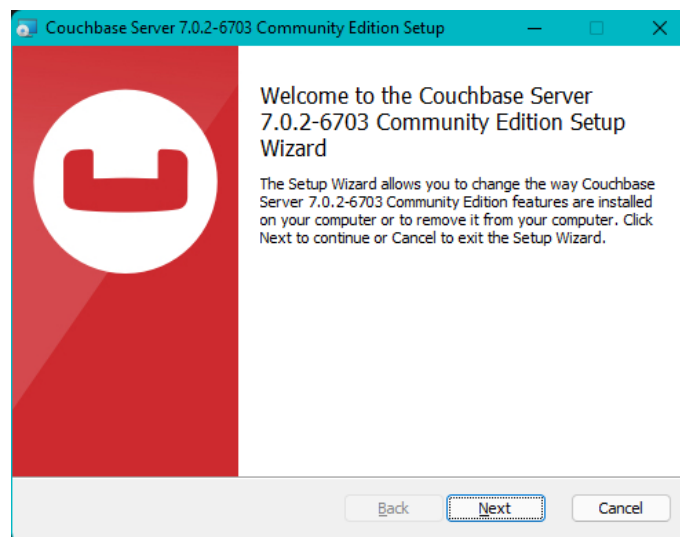 Couchbase Server 7.0.2-6703 Community Edition Setup
Welcome to the Couchbase Server
7.0.2-6703 Community Edition Setup
Wizard
The Setup Wizard allows you to change the way Couchbase
Server 7.0.2-6703 Community Edition features are installed
on your computer or to remove it from your computer. Click
Next to continue or Cancel to exit the Setup Wizard.
Back Next Cancel